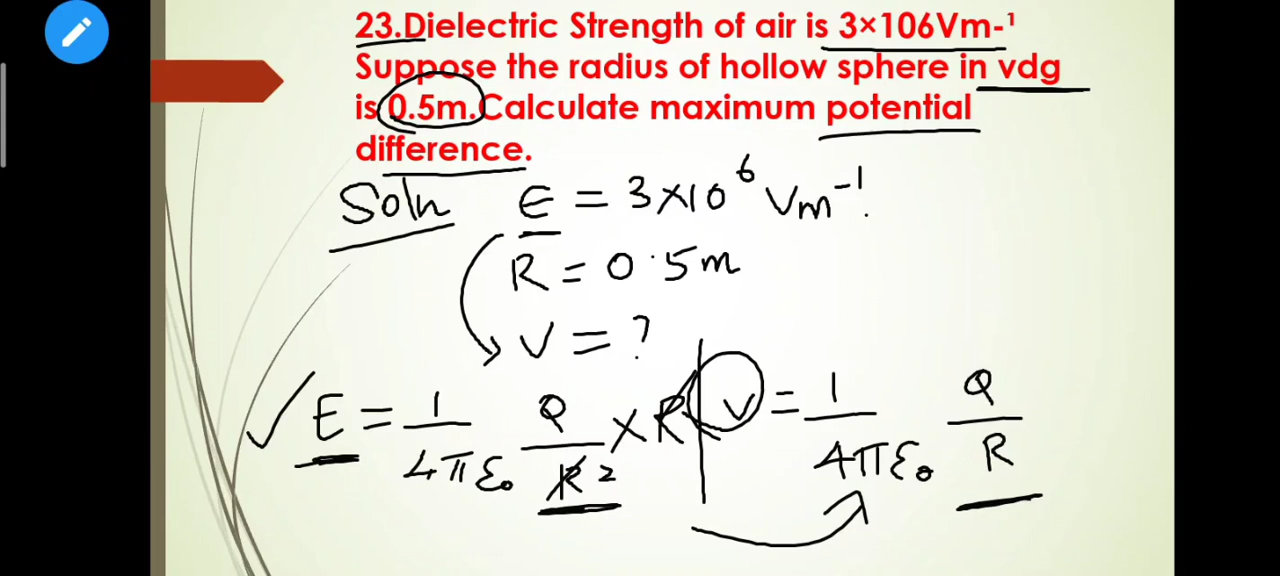 23.Dielectric Strength of air is 3×106Vm-¹
Suppose the radius of hollow sphere in vdg
is 0.5m.Calculate maximum potential
difference.
Soln E = 3×10⁶ Vm⁻¹
R = 0.5m
V = ?
E = 1/4πε₀ Q/R² × R | V = 1/4πε₀ Q/R